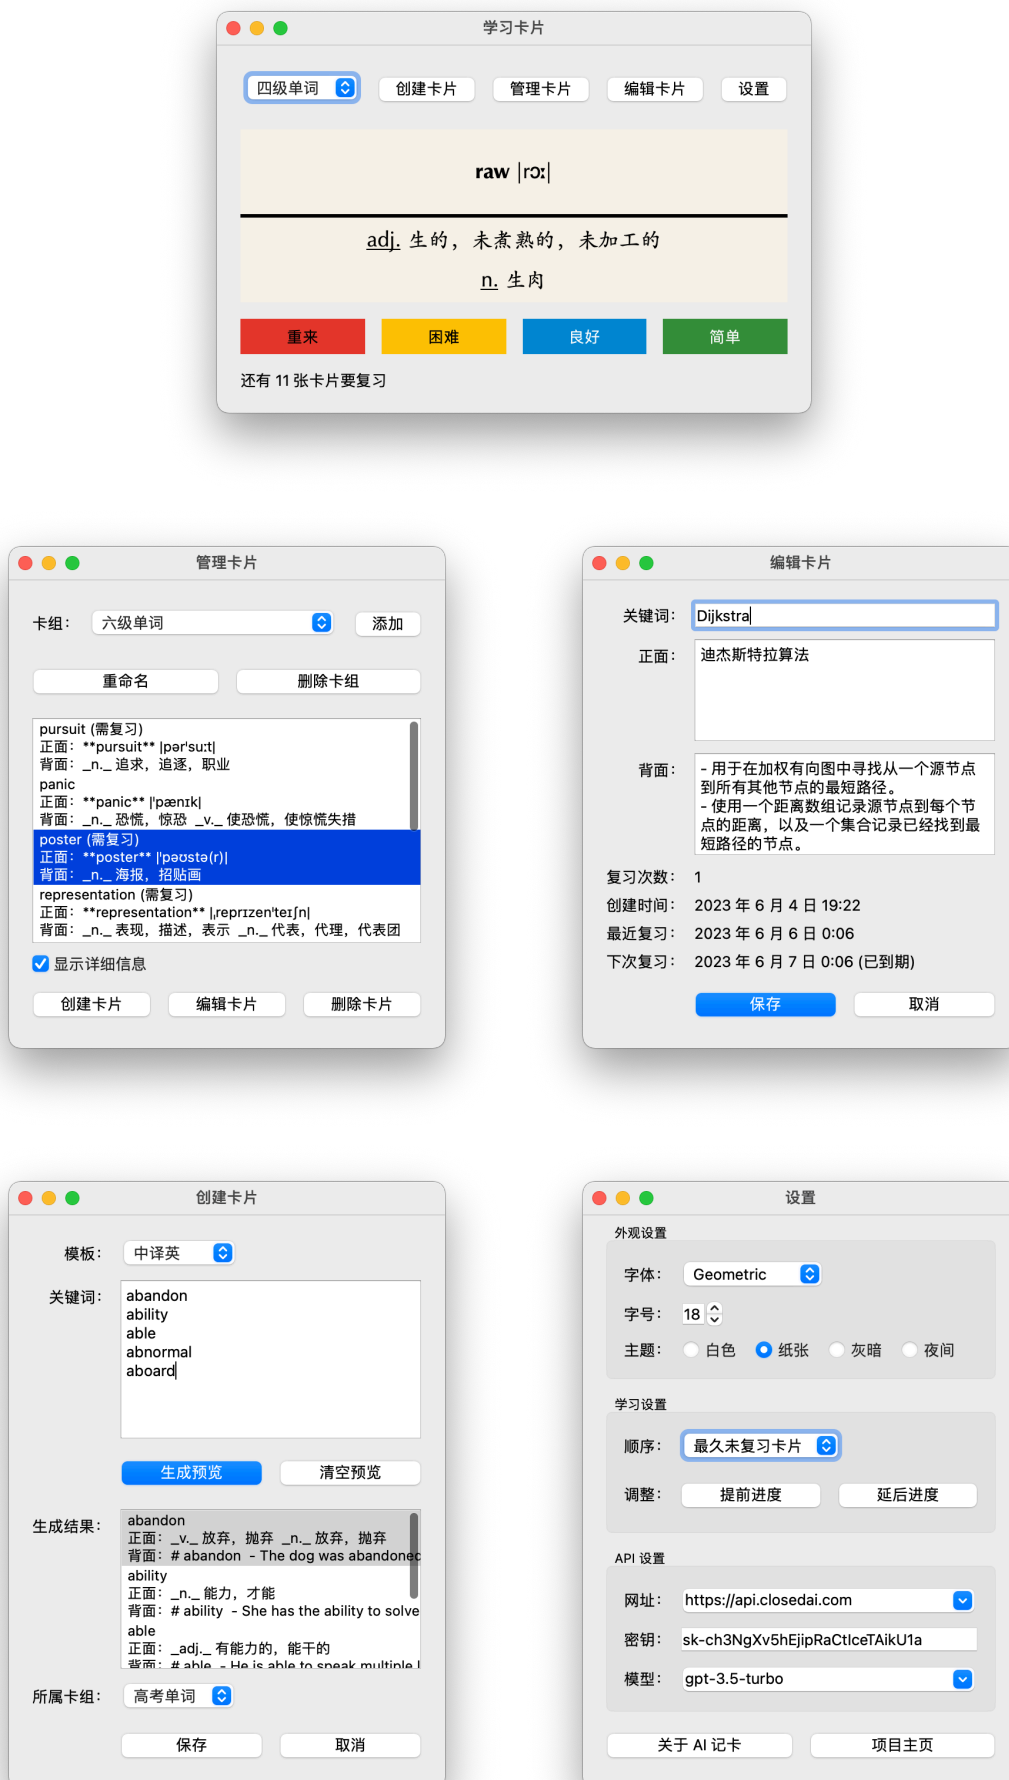 学习卡片
四级单词 创建卡片 管理卡片 编辑卡片 设置
raw |rɔː|
adj. 生的，未煮熟的，未加工的
n. 生肉
重来 困难 良好 简单
还有 11 张卡片要复习
管理卡片
卡组： 六级单词 添加
重命名 删除卡组
pursuit (需复习)
正面：**pursuit** |pər'suːt|
背面：_n._ 追求，追逐，职业
panic
正面：**panic** |'pænɪk|
背面：_n._ 恐慌，惊恐 _v._ 使恐慌，使惊慌失措
poster (需复习)
正面：**poster** |'pəʊstə(r)|
背面：_n._ 海报，招贴画
representation (需复习)
正面：**representation** |ˌreprɪzen'teɪʃn|
背面：_n._ 表现，描述，表示 _n._ 代表，代理，代表团
显示详细信息
创建卡片 编辑卡片 删除卡片
编辑卡片
关键词： Dijkstra
正面： 迪杰斯特拉算法
背面： - 用于在加权有向图中寻找从一个源节点
到所有其他节点的最短路径。
- 使用一个距离数组记录源节点到每个节
点的距离，以及一个集合记录已经找到最
短路径的节点。
复习次数： 1
创建时间： 2023 年 6 月 4 日 19:22
最近复习： 2023 年 6 月 6 日 0:06
下次复习： 2023 年 6 月 7 日 0:06 (已到期)
保存 取消
创建卡片
模板： 中译英
关键词： abandon
ability
able
abnormal
aboard
生成预览 清空预览
生成结果： abandon
正面：_v._ 放弃，抛弃 _n._ 放弃，抛弃
背面：# abandon - The dog was abandoned
ability
正面：_n._ 能力，才能
背面：# ability - She has the ability to solve
able
正面：_adj._ 有能力的，能干的
背面：# able - He is able to speak multiple l
所属卡组： 高考单词
保存 取消
设置
外观设置
字体： Geometric
字号： 18
主题： 白色 纸张 灰暗 夜间
学习设置
顺序： 最久未复习卡片
调整： 提前进度 延后进度
API 设置
网址： https://api.closedai.com
密钥： sk-ch3NgXv5hEjipRaCtIceTAikU1a
模型： gpt-3.5-turbo
关于 AI 记卡 项目主页